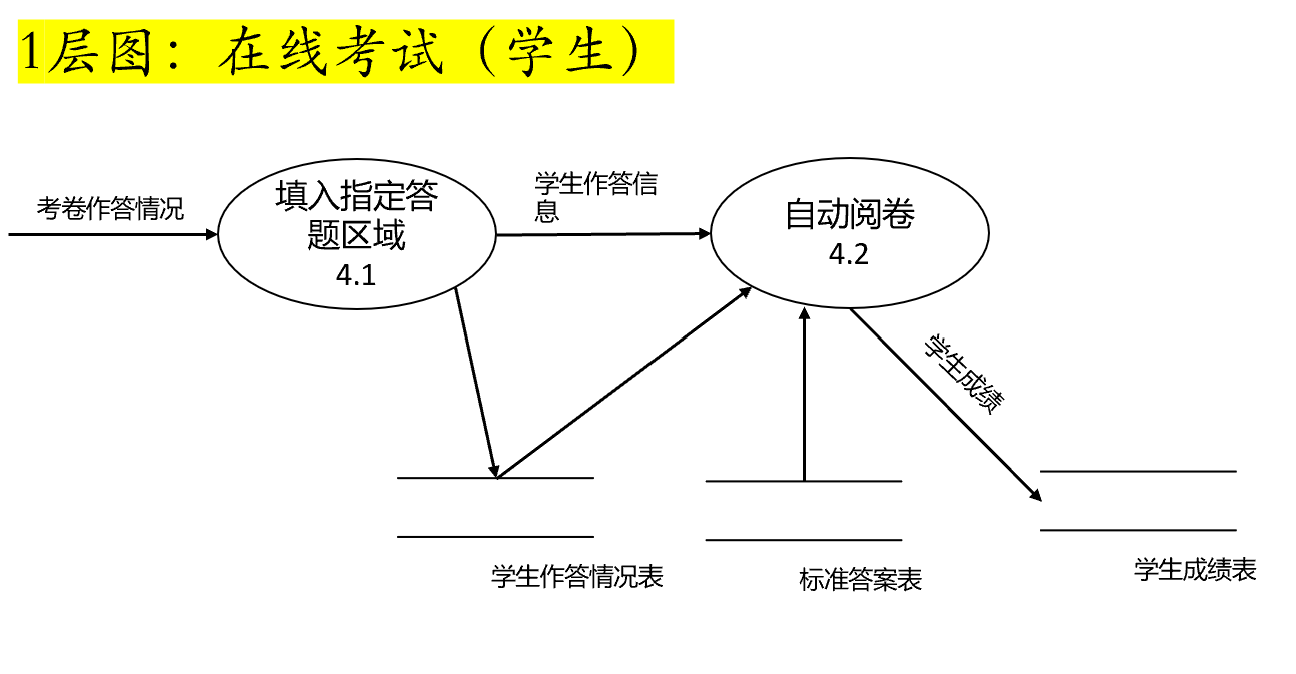 1层图：在线考试（学生）
考卷作答情况
填入指定答
题区域
4.1
学生作答信
息
自动阅卷
4.2
学生成绩
学生作答情况表
标准答案表
学生成绩表